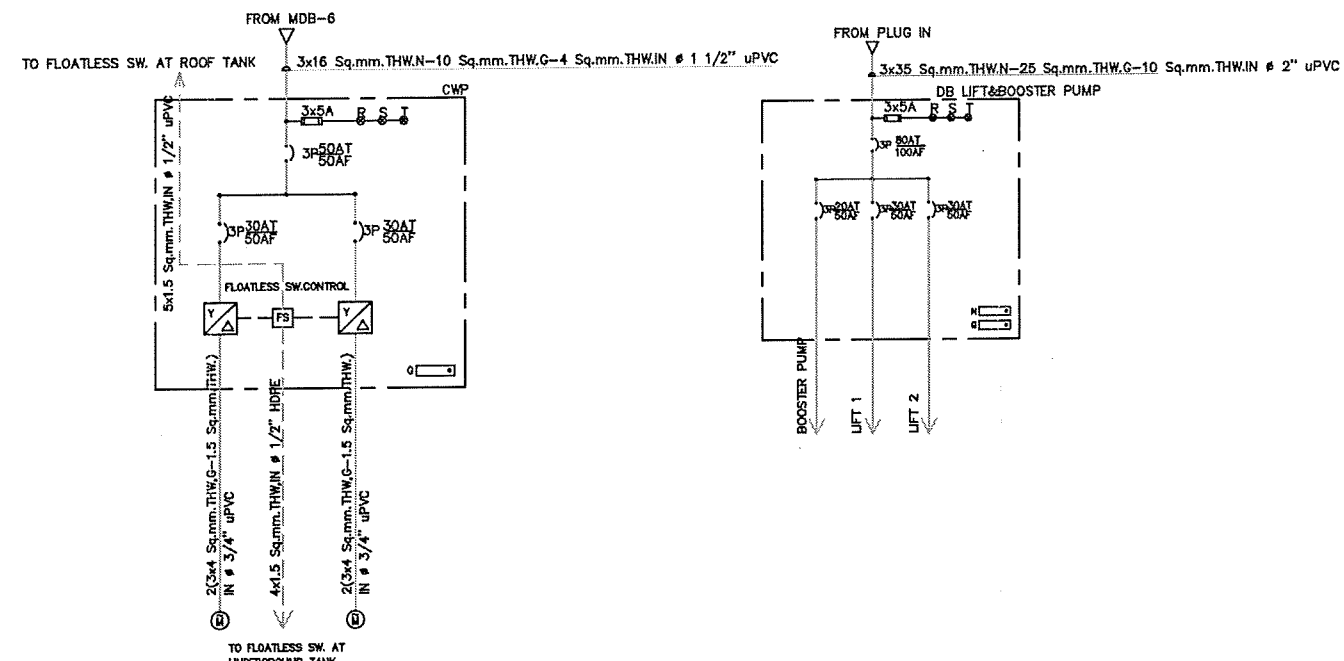 FROM MDB-6
TO FLOATLESS SW. AT ROOF TANK
3x16 Sq.mm.THW.N-10 Sq.mm.THW.G-4 Sq.mm.THW.IN ø 1 1/2" uPVC
CWP
3x5A
R S T
3P 50AT
50AF
5x1.5 Sq.mm.THW,IN ø 1/2" uPVC
3P 30AT
50AF
3P 30AT
50AF
FLOATLESS SW.CONTROL
Y
FS
Y
G
2(3x4 Sq.mm.THW,G-1.5 Sq.mm.THW.)
IN ø 3/4" uPVC
4x1.5 Sq.mm.THW,IN ø 1/2" HDPE
2(3x4 Sq.mm.THW,G-1.5 Sq.mm.THW.)
IN ø 3/4" uPVC
M
M
TO FLOATLESS SW. AT
UNDERGROUND TANK
FROM PLUG IN
3x35 Sq.mm.THW.N-25 Sq.mm.THW.G-10 Sq.mm.THW.IN ø 2" uPVC
DB LIFT&BOOSTER PUMP
3x5A
R S T
3P
100AF
3P 20AT
50AF
3P 30AT
50AF
3P 30AT
50AF
N
G
BOOSTER PUMP
LIFT 1
LIFT 2